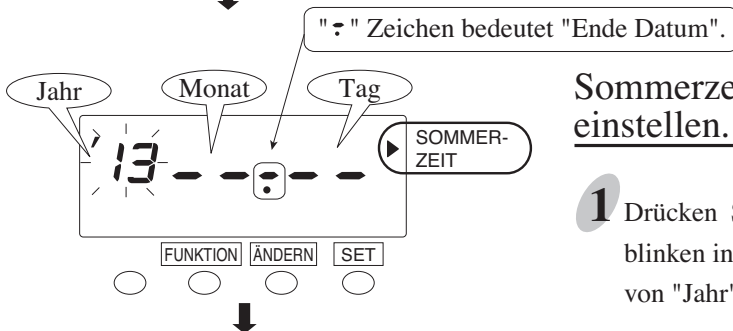 "⁚" Zeichen bedeutet "Ende Datum".
Jahr
Monat
Tag
'13 - - - - -
SOMMER-
ZEIT
FUNKTION ÄNDERN SET
Sommerze
einstellen.
1 Drücken S
blinken in
von "Jahr"